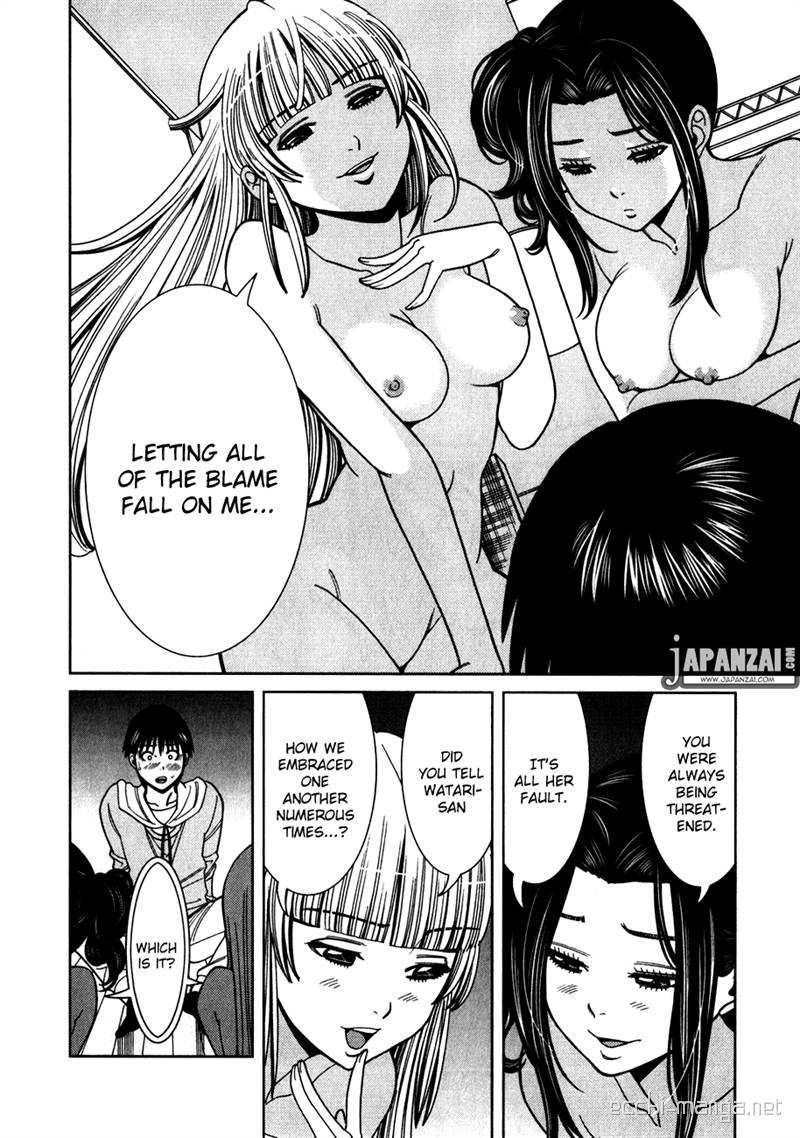 LETTING ALL
OF THE BLAME
FALL ON ME...
JAPANZAI.COM
WWW.JAPANZAI.COM
YOU
WERE
ALWAYS
BEING
THREAT-
ENED.
IT'S
ALL HER
FAULT.
DID
YOU TELL
WATARI-
SAN
HOW WE
EMBRACED
ONE
ANOTHER
NUMEROUS
TIMES...?
WHICH
IS IT?
ecchi-manga.net